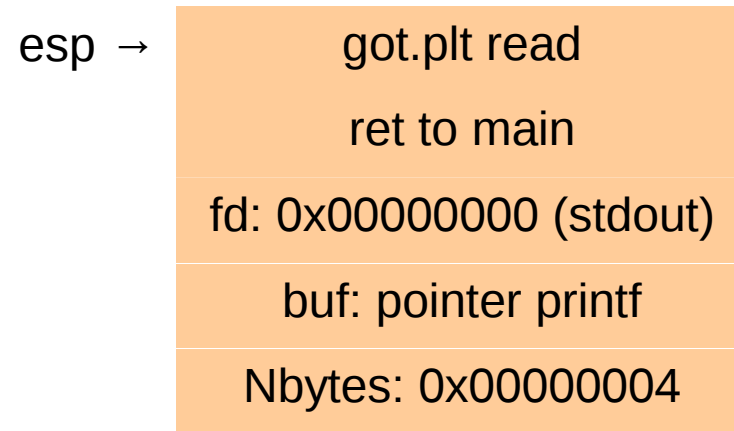 esp → got.plt read
ret to main
fd: 0x00000000 (stdout)
buf: pointer printf
Nbytes: 0x00000004